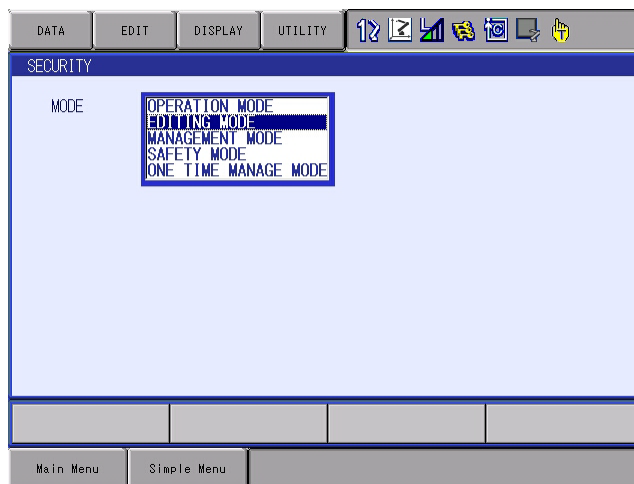 DATA EDIT DISPLAY UTILITY
SECURITY
MODE
OPERATION MODE
EDITING MODE
MANAGEMENT MODE
SAFETY MODE
ONE TIME MANAGE MODE
Main Menu Simple Menu